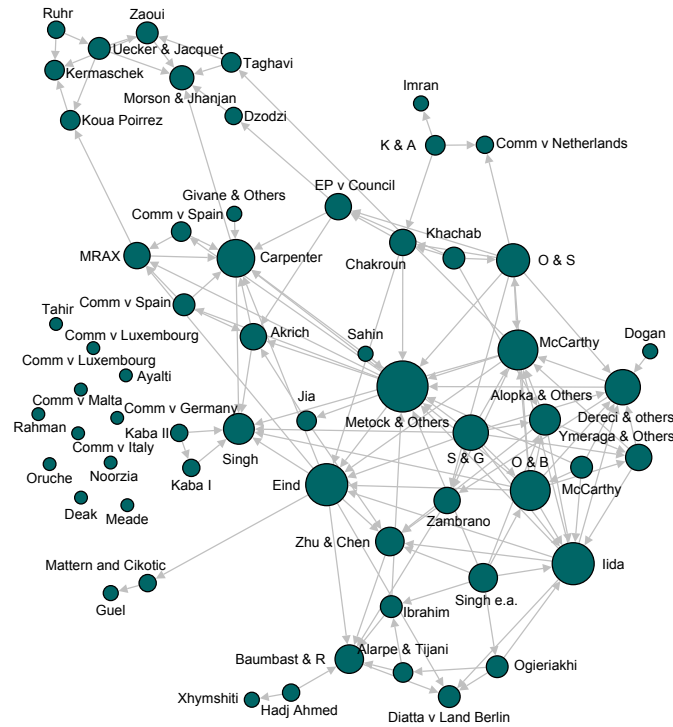 Ruhr
Zaoui
Uecker & Jacquet
Kermaschek
Taghavi
Morson & Jhanjan
Koua Poirrez
Dzodzi
Imran
K & A
Comm v Netherlands
EP v Council
Givane & Others
Comm v Spain
Khachab
MRAX
Carpenter
Chakroun
O & S
Comm v Spain
Tahir
Akrich
Sahin
McCarthy
Dogan
Comm v Luxembourg
Comm v Luxembourg
Ayalti
Jia
Alopka & Others
Comm v Malta
Metock & Others
Dereci & others
Comm v Germany
Rahman
Kaba II
Ymeraga & Others
Comm v Italy
Singh
S & G
O & B
Oruche
Noorzia
Kaba I
Eind
McCarthy
Deak
Meade
Zambrano
Zhu & Chen
Mattern and Cikotic
Iida
Guel
Singh e.a.
Ibrahim
Baumbast & R
Alarpe & Tijani
Ogieriakhi
Xhymshiti
Hadj Ahmed
Diatta v Land Berlin